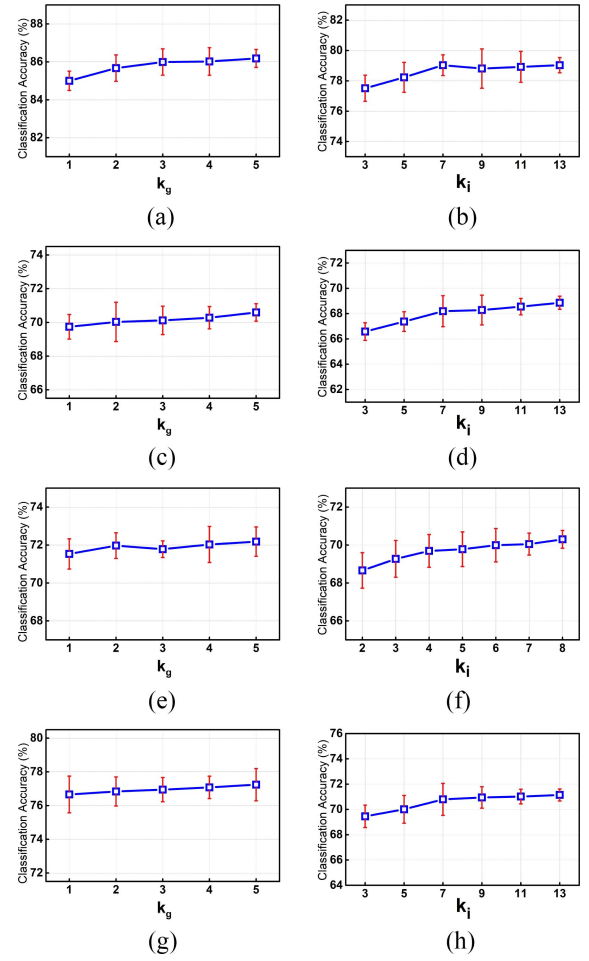 Classification Accuracy (%)
88
86
84
82
1 2 3 4 5
kg
(a)
Classification Accuracy (%)
82
80
78
76
74
3 5 7 9 11 13
ki
(b)
Classification Accuracy (%)
74
72
70
68
66
1 2 3 4 5
kg
(c)
Classification Accuracy (%)
72
70
68
66
64
62
3 5 7 9 11 13
ki
(d)
Classification Accuracy (%)
74
72
70
68
1 2 3 4 5
kg
(e)
Classification Accuracy (%)
72
70
68
66
2 3 4 5 6 7 8
ki
(f)
Classification Accuracy (%)
80
78
76
74
72
1 2 3 4 5
kg
(g)
Classification Accuracy (%)
76
74
72
70
68
66
64
3 5 7 9 11 13
ki
(h)